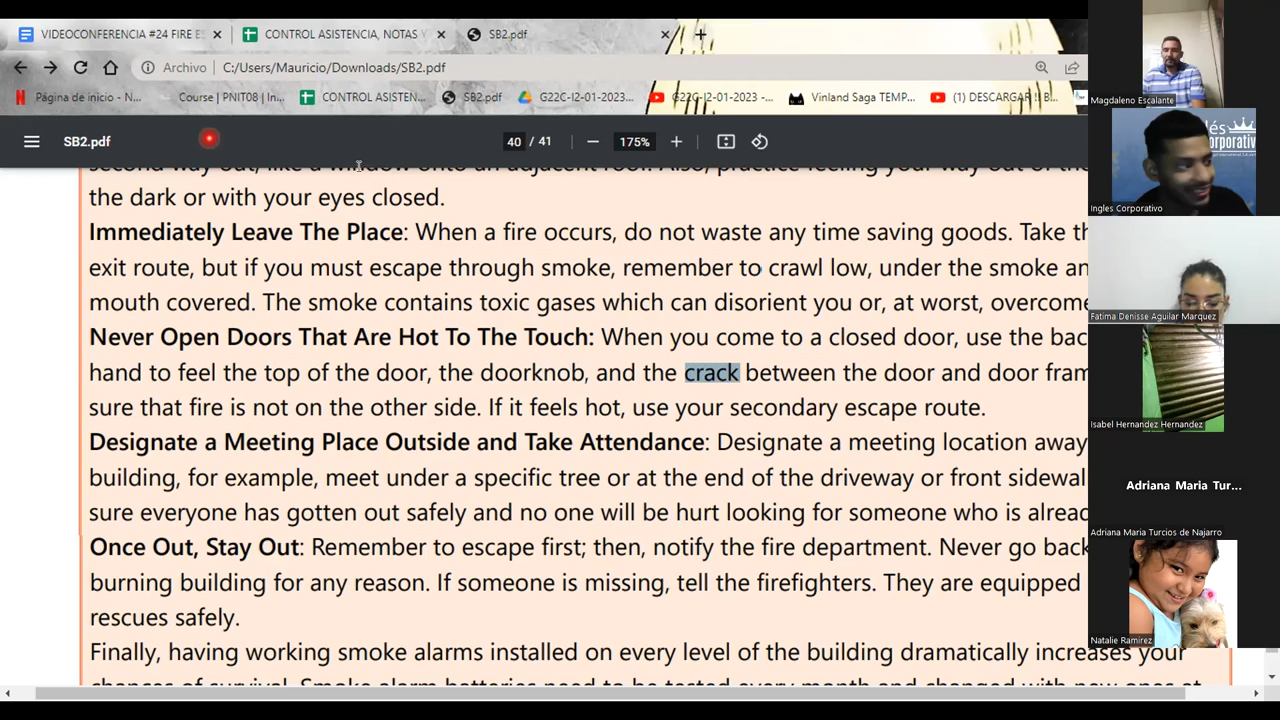 VIDEOCONFERENCIA #24 FIRE ES
CONTROL ASISTENCIA, NOTAS Y
SB2.pdf
Archivo
C:/Users/Mauricio/Downloads/SB2.pdf
Página de inicio - N...
Course | PNIT08 | In...
CONTROL ASISTEN...
SB2.pdf
G22C-I2-01-2023...
G22C-I2-01-2023 -...
Vinland Saga TEMP...
(1) DESCARGAR
SB2.pdf
40 / 41
175%
the dark or with your eyes closed.
Immediately Leave The Place: When a fire occurs, do not waste any time saving goods. Take th
exit route, but if you must escape through smoke, remember to crawl low, under the smoke an
mouth covered. The smoke contains toxic gases which can disorient you or, at worst, overcome
Never Open Doors That Are Hot To The Touch: When you come to a closed door, use the bac
hand to feel the top of the door, the doorknob, and the crack between the door and door fram
sure that fire is not on the other side. If it feels hot, use your secondary escape route.
Designate a Meeting Place Outside and Take Attendance: Designate a meeting location away
building, for example, meet under a specific tree or at the end of the driveway or front sidewal
sure everyone has gotten out safely and no one will be hurt looking for someone who is alread
Once Out, Stay Out: Remember to escape first; then, notify the fire department. Never go back
burning building for any reason. If someone is missing, tell the firefighters. They are equipped
rescues safely.
Finally, having working smoke alarms installed on every level of the building dramatically increases your
Magdaleno Escalante
Ingles Corporativo
Fatima Denisse Aguilar Marquez
Isabel Hernandez Hernandez
Adriana Maria Tur...
Adriana Maria Turcios de Najarro
Natalie Ramirez